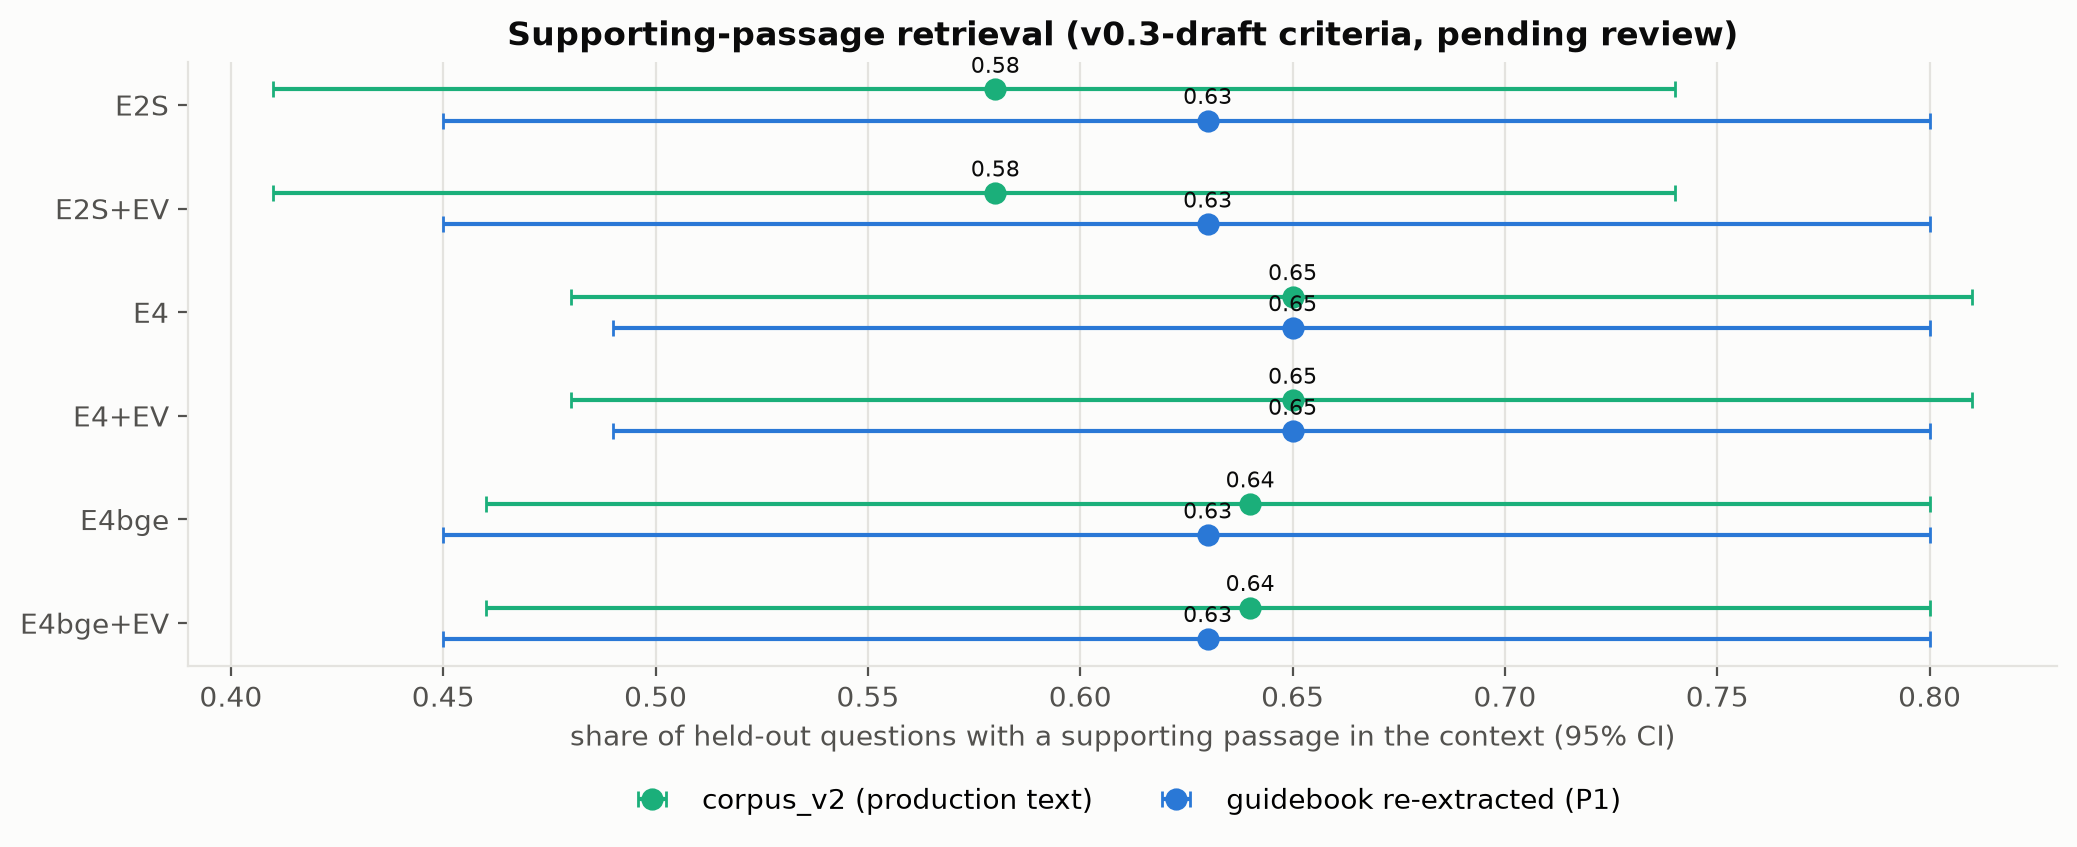 Supporting-passage retrieval (v0.3-draft criteria, pending review)
0.58
E2S
0.63
0.58
E2S+EV
0.63
0.65
E4
0.65
0.65
E4+EV
0.65
0.64
E4bge
0.63
0.64
E4bge+EV
0.63
0.40 0.45 0.50 0.55 0.60 0.65 0.70 0.75 0.80
share of held-out questions with a supporting passage in the context (95% CI)
corpus_v2 (production text) guidebook re-extracted (P1)